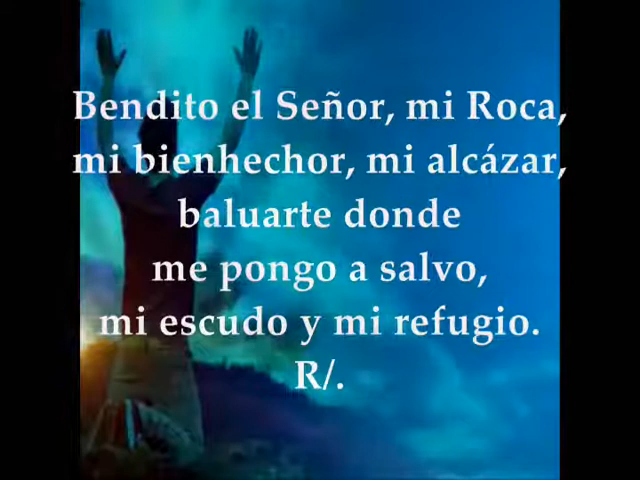 Bendito el Señor, mi Roca,
mi bienhechor, mi alcázar,
baluarte donde
me pongo a salvo,
mi escudo y mi refugio.
R/.